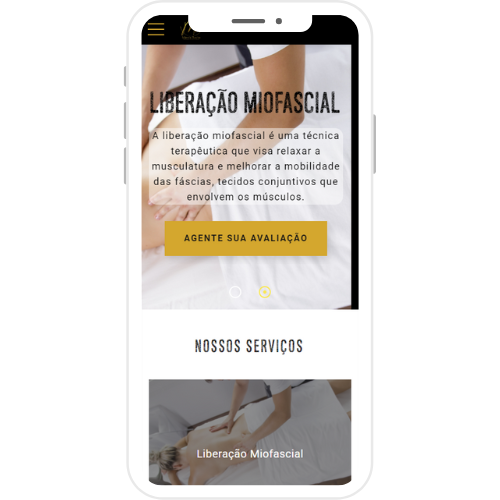 LIBERAÇÃO MIOFASCIAL
A liberação miofascial é uma técnica
terapêutica que visa relaxar a
musculatura e melhorar a mobilidade
das fáscias, tecidos conjuntivos que
envolvem os músculos.
AGENTE SUA AVALIAÇÃO
NOSSOS SERVIÇOS
Liberação Miofascial